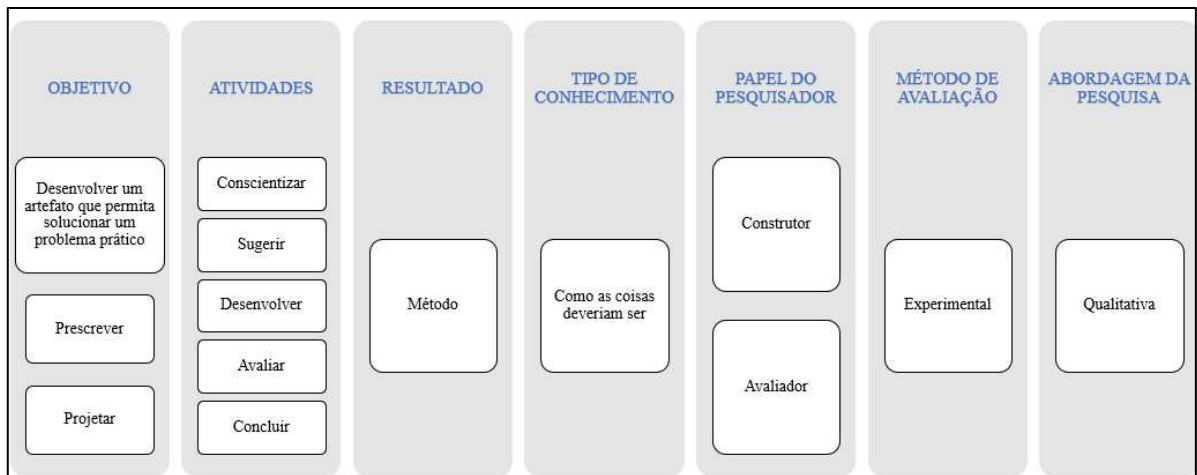 OBJETIVO
Desenvolver um
artefato que permita
solucionar um
problema prático
Prescrever
Projetar
ATIVIDADES
Conscientizar
Sugerir
Desenvolver
Avaliar
Concluir
RESULTADO
Método
TIPO DE
CONHECIMENTO
Como as coisas
deveriam ser
PAPEL DO
PESQUISADOR
Construtor
Avaliador
MÉTODO DE
AVALIAÇÃO
Experimental
ABORDAGEM DA
PESQUISA
Qualitativa